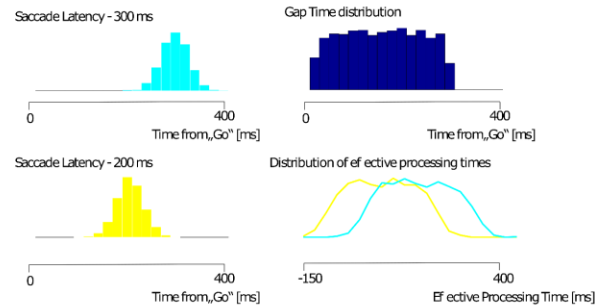 Saccade Latency - 300 ms
Gap Time distribution
0
400
Time from„Go“ [ms]
0
400
Time from„Go“ [ms]
Saccade Latency - 200 ms
Distribution of ef ective processing times
0
400
Time from„Go“ [ms]
-150
400
Ef ective Processing Time [ms]